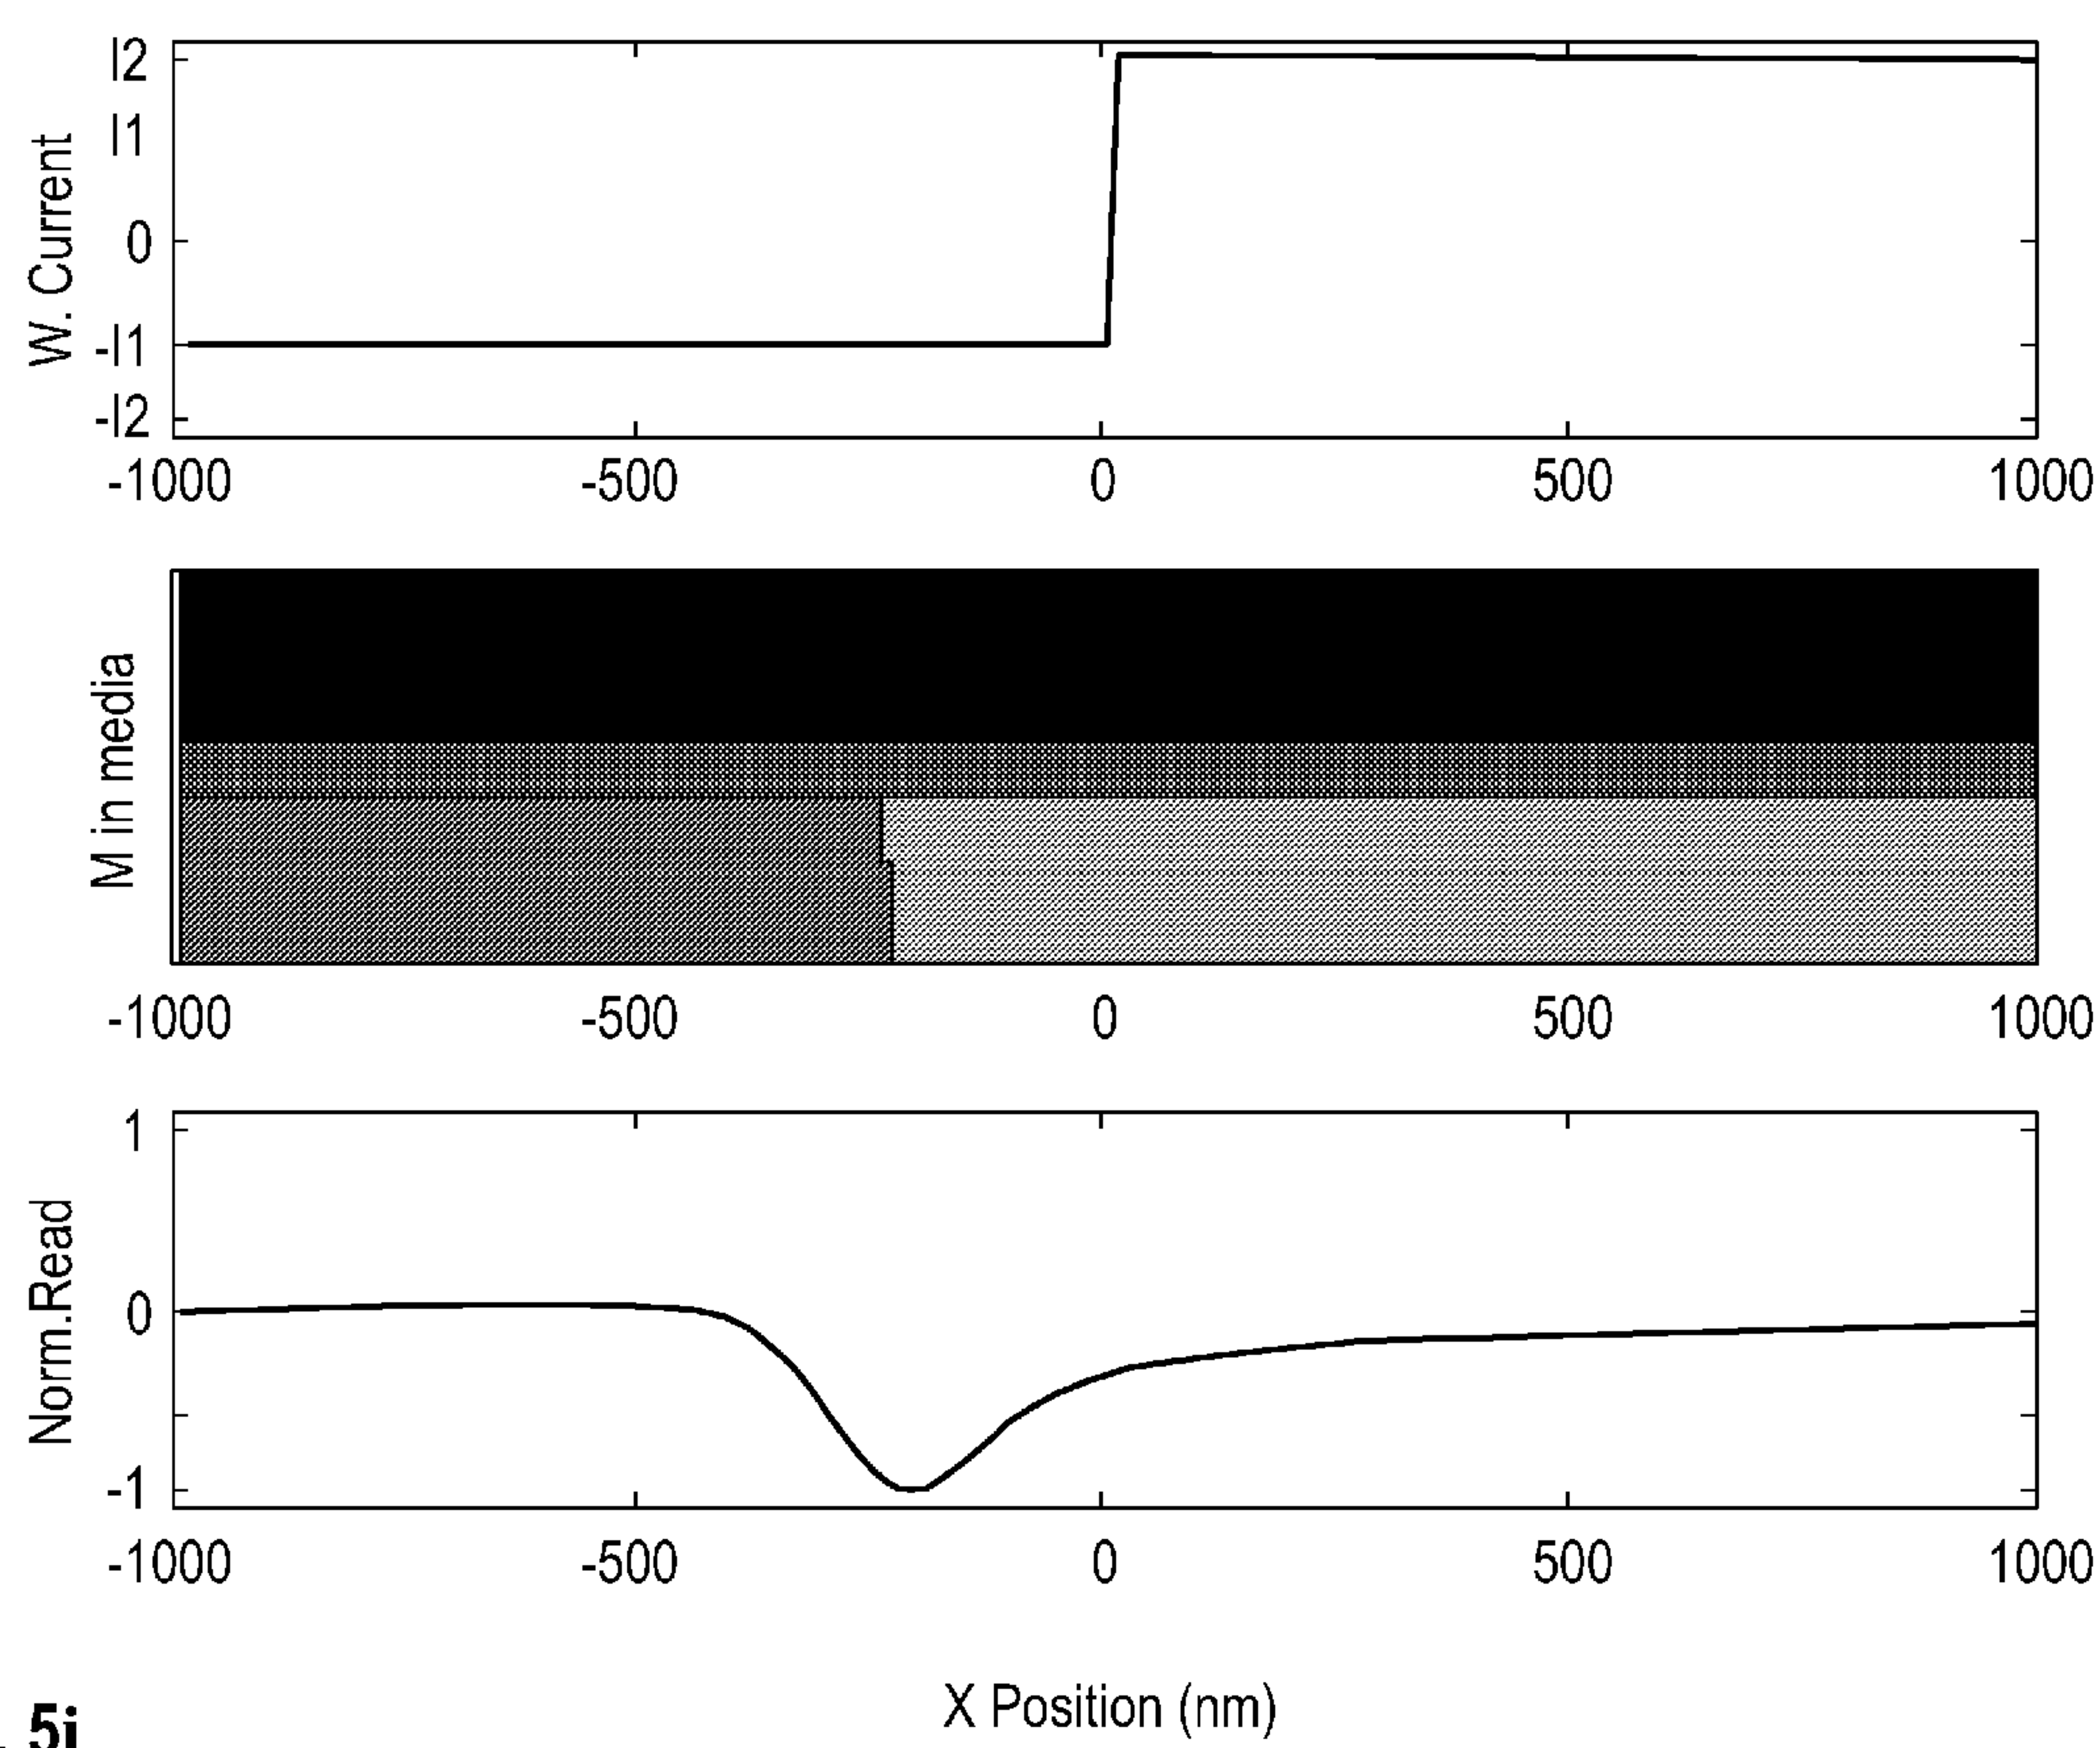 W. Current
I2
I1
0
-I1
-I2
-1000 -500 0 500 1000
M in media
-1000 -500 0 500 1000
Norm.Read
1
0
-1
-1000 -500 0 500 1000
X Position (nm)
. 5i